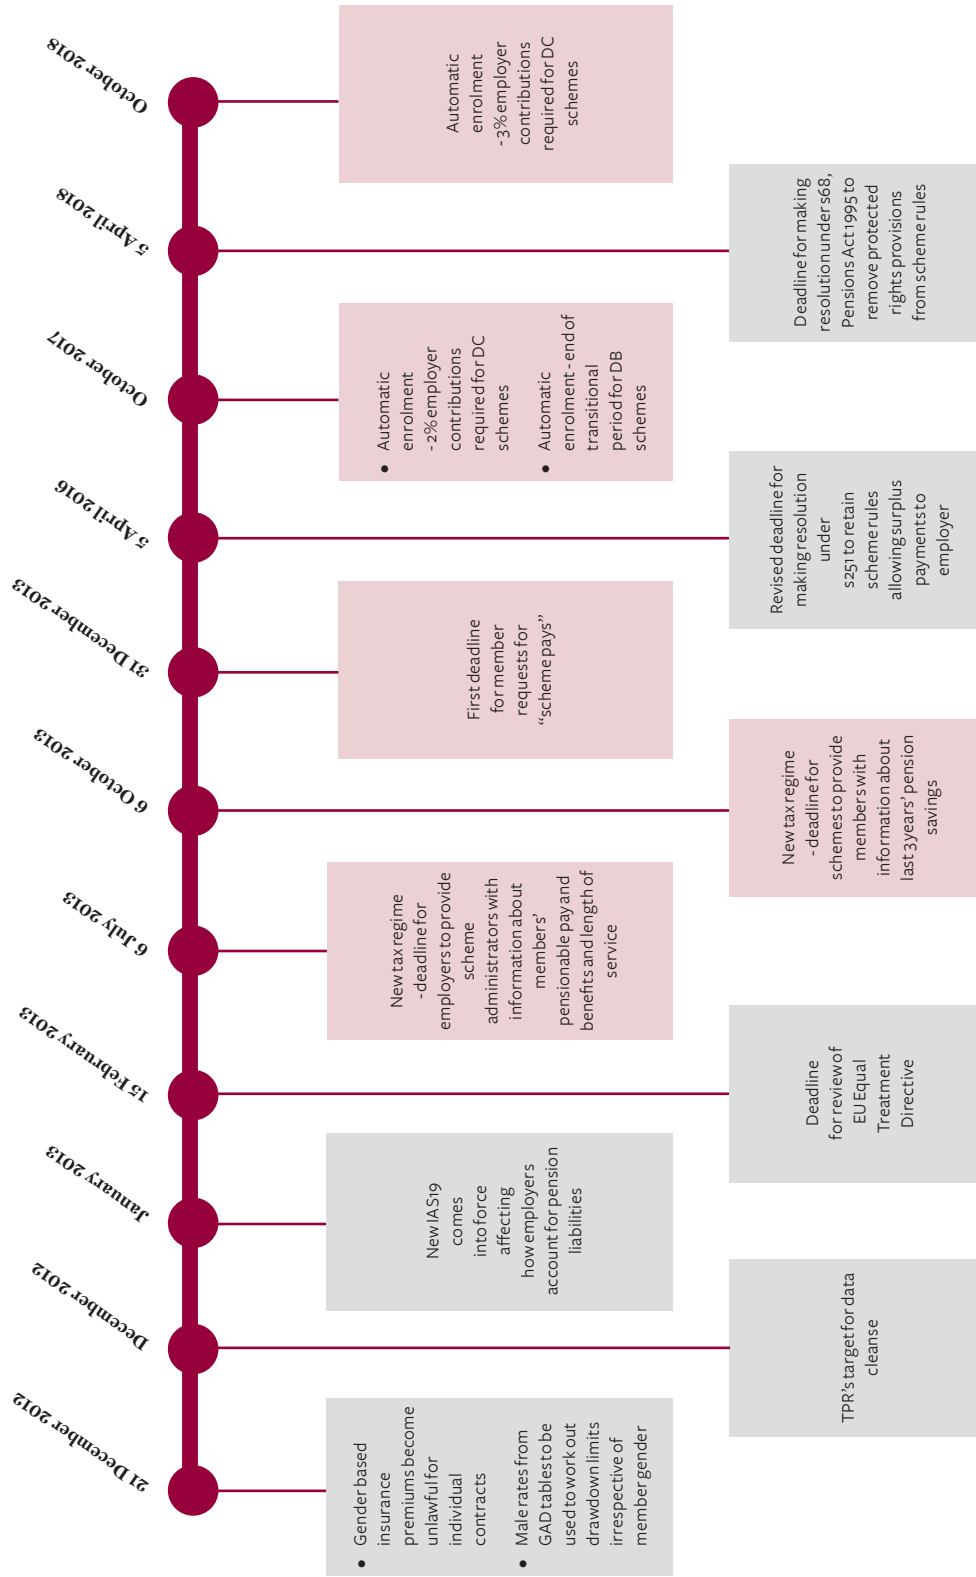 21 December 2012
December 2012
January 2013
15 February 2013
6 July 2013
6 October 2013
31 December 2013
5 April 2016
October 2017
5 April 2018
October 2018
• Gender based
insurance
premiums become
unlawful for
individual
contracts
• Male rates from
GAD tables to be
used to work out
drawdown limits
irrespective of
member gender
TPR's target for data
cleanse
New IAS19
comes
into force
affecting
how employers
account for pension
liabilities
Deadline
for review of
EU Equal
Treatment
Directive
New tax regime
- deadline for
employers to provide
scheme
administrators with
information about
members'
pensionable pay and
benefits and length of
service
New tax regime
- deadline for
schemes to provide
members with
information about
last 3 years' pension
savings
First deadline
for member
requests for
“scheme pays”
Revised deadline for
making resolution
under
s251 to retain
scheme rules
allowing surplus
payments to
employer
• Automatic
enrolment
- 2% employer
contributions
required for DC
schemes
• Automatic
enrolment - end of
transitional
period for DB
schemes
Deadline for making
resolution under s68,
Pensions Act 1995 to
remove protected
rights provisions
from scheme rules
Automatic
enrolment
- 3% employer
contributions
required for DC
schemes